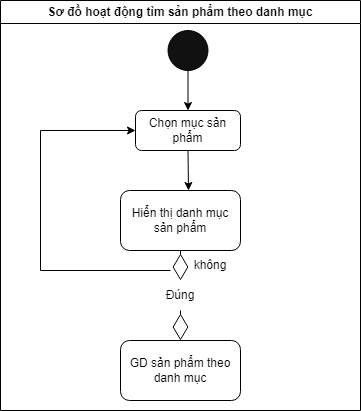 Sơ đồ hoạt động tìm sản phẩm theo danh mục
Chọn mục sản
phẩm
Hiển thị danh mục
sản phẩm
không
Đúng
GD sản phẩm theo
danh mục